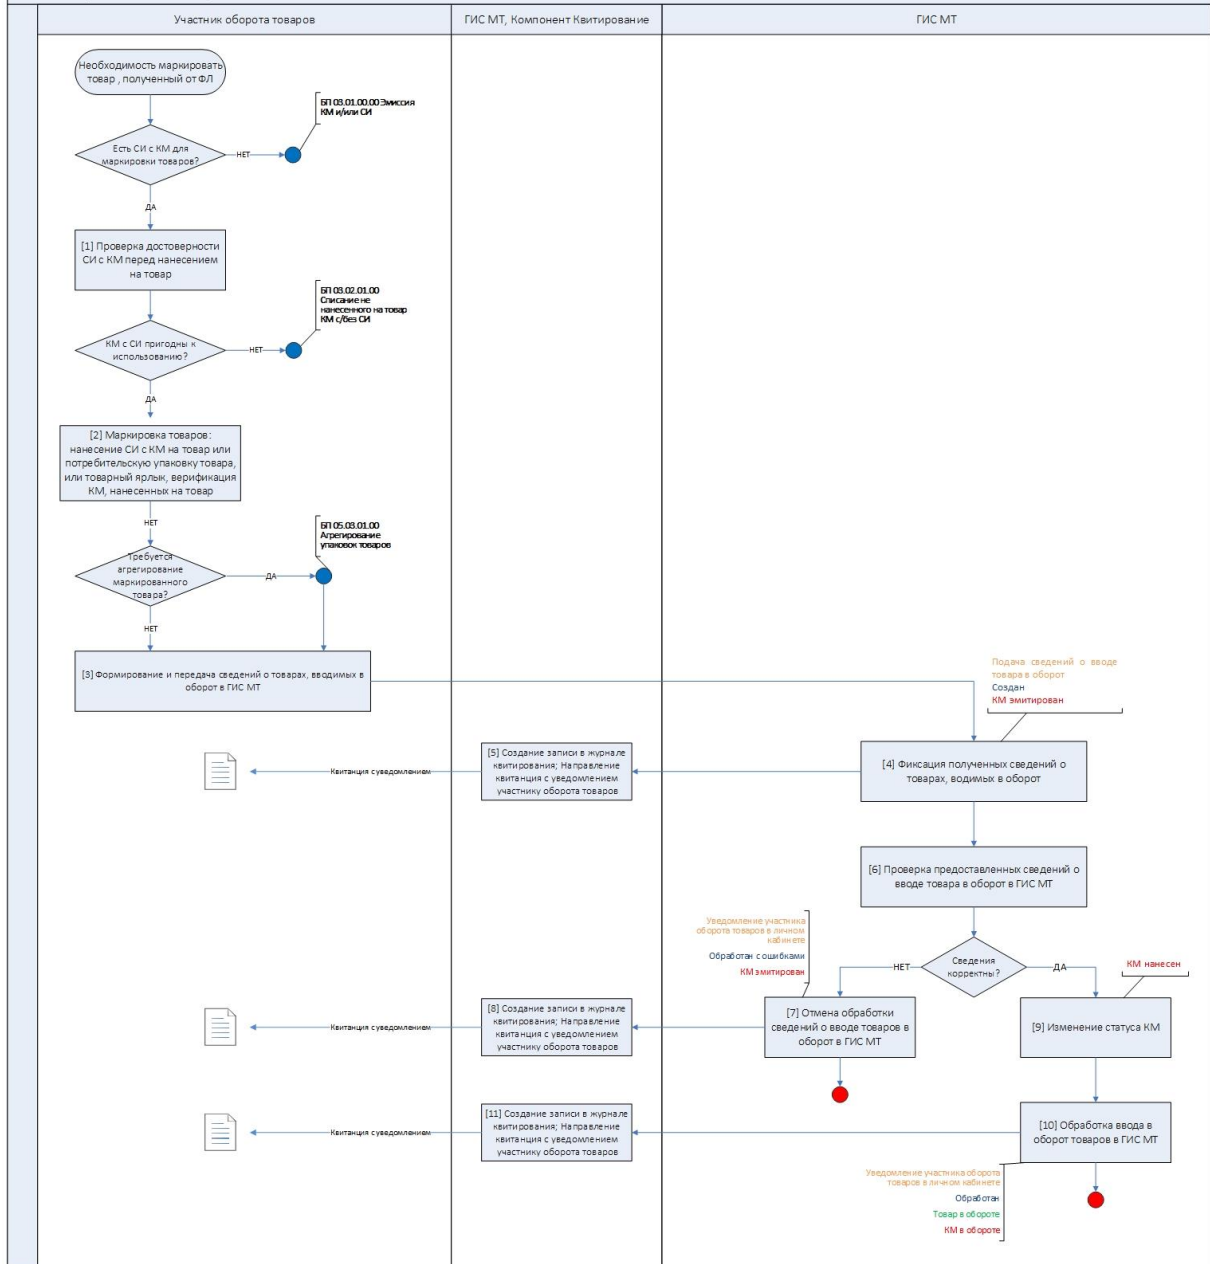 Участник оборота товаров
ГИС МТ, Компонент Квитирование
ГИС МТ
Необходимость маркировать
товар , полученный от ФЛ
БП 03.01.00.00 Эмиссия
КМ и/или СИ
Есть СИ с КМ для
маркировки товаров?
НЕТ
ДА
[1] Проверка достоверности
СИ с КМ перед нанесением
на товар
БП 03.02.01.00
Списание не
нанесенного на товар
КМ с/без СИ
КМ с СИ пригодны к
использованию?
НЕТ
ДА
[2] Маркировка товаров:
нанесение СИ с КМ на товар или
потребительскую упаковку товара,
или товарный ярлык, верификация
КМ, нанесенных на товар
НЕТ
БП 05.03.01.00
Агрегирование
упаковок товаров
Требуется
агрегирование
маркированного
товара?
ДА
НЕТ
[3] Формирование и передача сведений о товарах, вводимых в
оборот в ГИС МТ
Подача сведений о вводе
товара в оборот
Создан
КМ эмитирован
[4] Фиксация полученных сведений о
товарах, водимых в оборот
[5] Создание записи в журнале
квитирования; Направление
квитанция с уведомлением
участнику оборота товаров
Квитанция с уведомлением
[6] Проверка предоставленных сведений о
вводе товара в оборот в ГИС МТ
Уведомление участника
оборота товаров в личном
кабинете
Обработан с ошибками
КМ эмитирован
Сведения
корректны?
НЕТ
ДА
КМ нанесен
[7] Отмена обработки
сведений о вводе товаров в
оборот в ГИС МТ
[8] Создание записи в журнале
квитирования; Направление
квитанция с уведомлением
участнику оборота товаров
Квитанция с уведомлением
[9] Изменение статуса КМ
[10] Обработка ввода в
оборот товаров в ГИС МТ
[11] Создание записи в журнале
квитирования; Направление
квитанция с уведомлением
участнику оборота товаров
Квитанция с уведомлением
Уведомление участника оборота
товаров в личном кабинете
Обработан
Товар в обороте
КМ в обороте